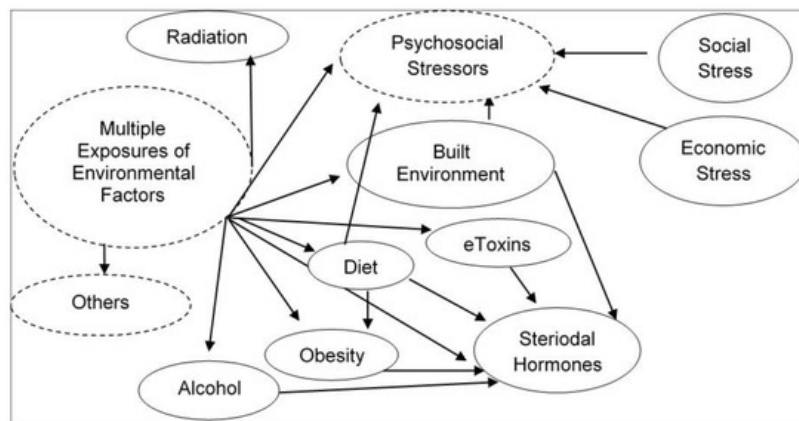 Radiation
Psychosocial
Stressors
Social
Stress
Multiple
Exposures of
Environmental
Factors
Built
Environment
Economic
Stress
eToxins
Diet
Others
Obesity
Steriodal
Hormones
Alcohol